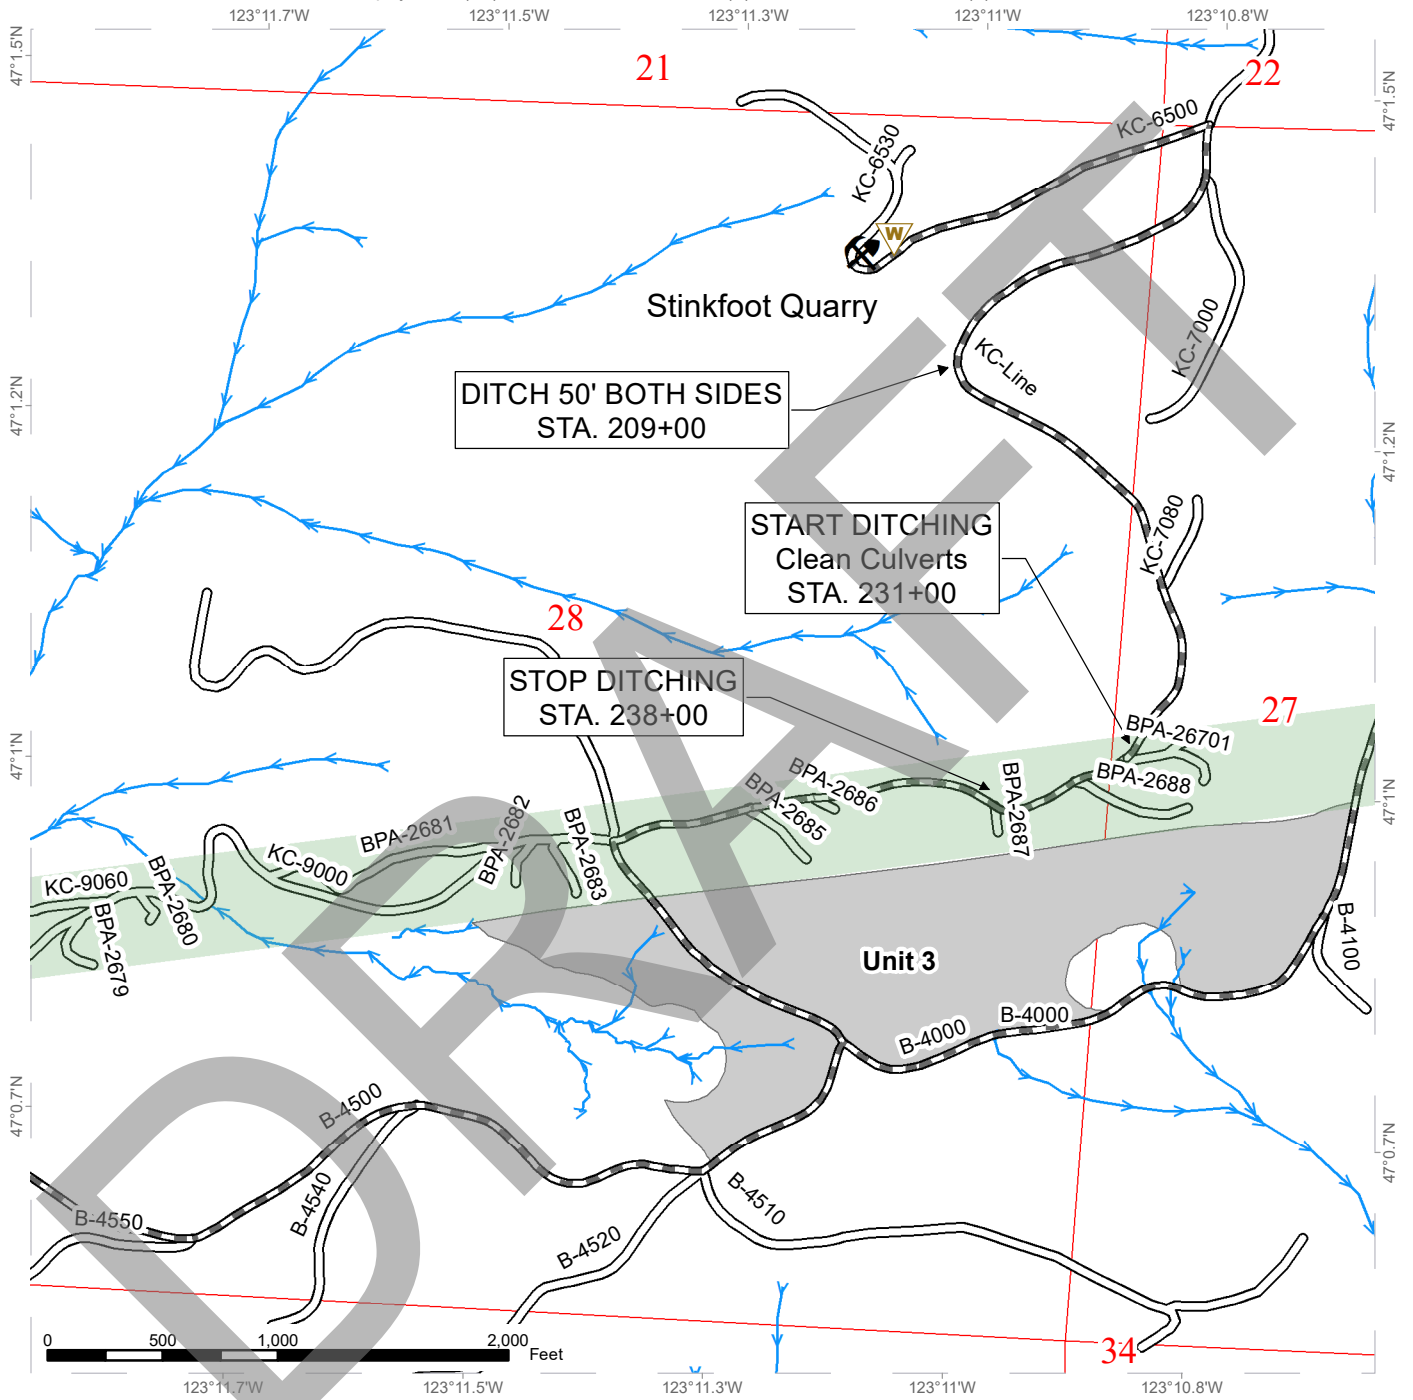 123°11.7'W
123°11.5'W
123°11.3'W
123°11'W
123°10.8'W
47°1.5'N
47°1.5'N
21
22
KC-6500
KC-6530
W
Stinkfoot Quarry
KC-7000
KC-Line
DITCH 50' BOTH SIDES
STA. 209+00
47°1.2'N
47°1.2'N
START DITCHING
Clean Culverts
STA. 231+00
KC-7080
28
STOP DITCHING
STA. 238+00
27
BPA-26701
47°1'N
47°1'N
BPA-2688
BPA-2686
BPA-2685
BPA-2687
BPA-2681
BPA-2682
BPA-2683
KC-9000
KC-9060
BPA-2680
BPA-2679
Unit 3
B-4100
B-4000
B-4000
47°0.7'N
47°0.7'N
B-4500
B-4540
B-4550
B-4510
B-4520
DRAFT
0
500
1,000
2,000
Feet
34
123°11.7'W
123°11.5'W
123°11.3'W
123°11'W
123°10.8'W